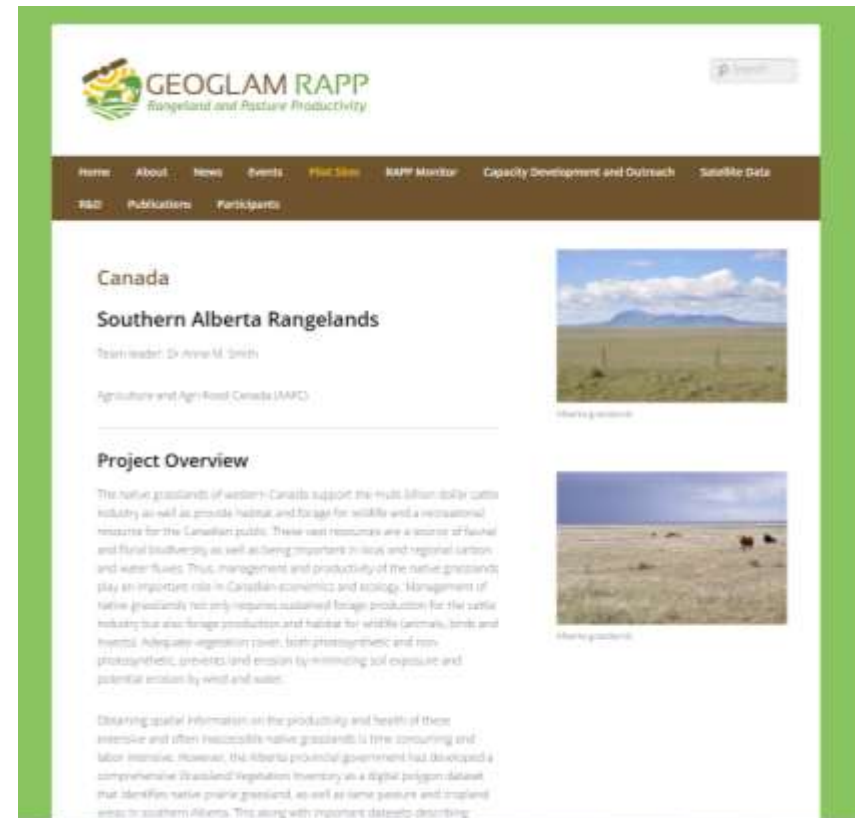 GEOGLAM RAPP
Rangeland and Pasture Productivity
Search
Home About News Events Pilot Sites RAPP Monitor Capacity Development and Outreach Satellite Data
R&D Publications Participants
Canada
Southern Alberta Rangelands
Team leader: Dr Anne M. Smith
Agriculture and Agri-Food Canada (AAFC)
Alberta grasslands
Project Overview
The native grasslands of western Canada support the multi billion dollar cattle
industry as well as provide habitat and forage for wildlife and a recreational
resource for the Canadian public. These vast resources are a source of faunal
and floral biodiversity as well as being important in local and regional carbon
and water fluxes. Thus, management and productivity of the native grasslands
play an important role in Canadian economics and ecology. Management of
native grasslands not only requires sustained forage production for the cattle
industry but also forage production and habitat for wildlife (animals, birds and
insects). Adequate vegetation cover, both photosynthetic and non-
photosynthetic, prevents land erosion by minimizing soil exposure and
potential erosion by wind and water.
Alberta grasslands
Obtaining spatial information on the productivity and health of these
extensive and often inaccessible native grasslands is time consuming and
labor intensive. However, the Alberta provincial government has developed a
comprehensive Grassland Vegetation Inventory as a digital polygon dataset
that identifies native prairie grassland, as well as tame pasture and cropland
areas in southern Alberta. This along with important datasets describing